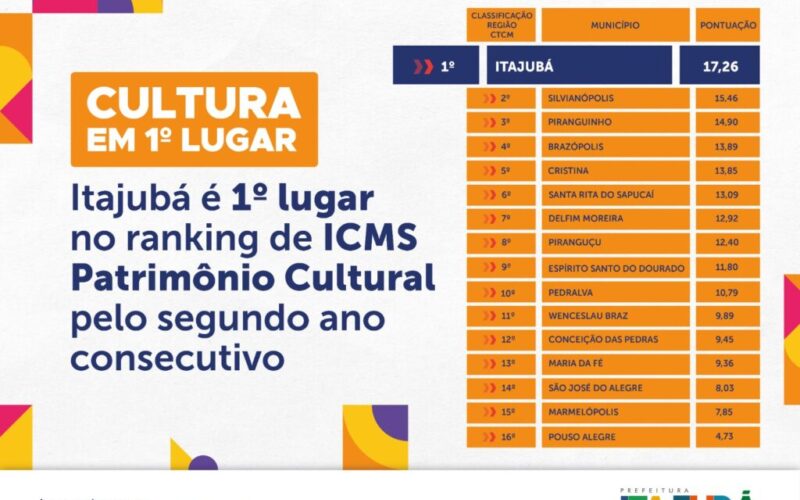 CULTURA
EM 1º LUGAR
Itajubá é 1º lugar
no ranking de ICMS
Patrimônio Cultural
pelo segundo ano
consecutivo
CLASSIFICAÇÃO
REGIÃO
CTCM
MUNICÍPIO
PONTUAÇÃO
1º ITAJUBÁ 17,26
2º SILVIANÓPOLIS 15,46
3º PIRANGUINHO 14,90
4º BRAZÓPOLIS 13,89
5º CRISTINA 13,85
6º SANTA RITA DO SAPUCAÍ 13,09
7º DELFIM MOREIRA 12,92
8º PIRANGUÇU 12,40
9º ESPÍRITO SANTO DO DOURADO 11,80
10º PEDRALVA 10,79
11º WENCESLAU BRAZ 9,89
12º CONCEIÇÃO DAS PEDRAS 9,45
13º MARIA DA FÉ 9,36
14º SÃO JOSÉ DO ALEGRE 8,03
15º MARMELÓPOLIS 7,85
16º POUSO ALEGRE 4,73
PREFEITURA